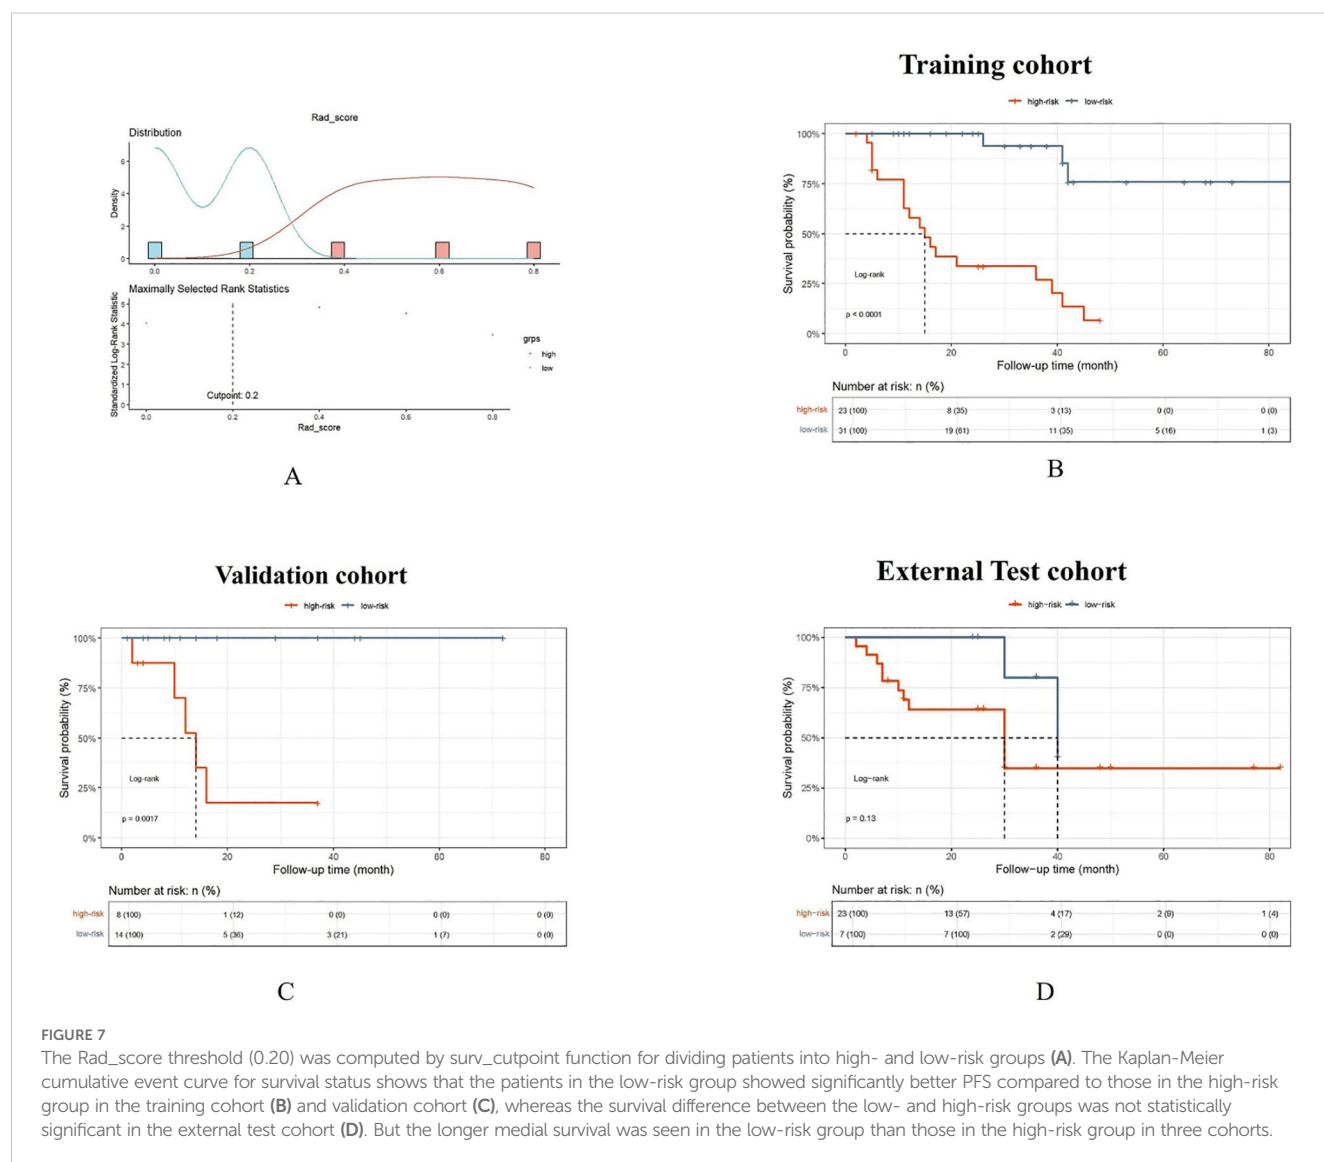 Rad_score
Distribution
Density
6
4
2
0
0.0 0.2 0.4 0.6 0.8
Maximally Selected Rank Statistics
Standardized Log-Rank Statistic
5
4
3
2
1
0
Cutpoint: 0.2
0.0 0.2 0.4 0.6 0.8
Rad_score
grps
high
low
A
Training cohort
high-risk low-risk
Survival probability (%)
100%
75%
50%
25%
0%
Log-rank
p < 0.0001
0 20 40 60 80
Follow-up time (month)
Number at risk: n (%)
high-risk 23 (100) 8 (35) 3 (13) 0 (0) 0 (0)
low-risk 31 (100) 19 (61) 11 (35) 5 (16) 1 (3)
B
Validation cohort
high-risk low-risk
Survival probability (%)
100%
75%
50%
25%
0%
Log-rank
p = 0.0017
0 20 40 60 80
Follow-up time (month)
Number at risk: n (%)
high-risk 8 (100) 1 (12) 0 (0) 0 (0) 0 (0)
low-risk 14 (100) 5 (36) 3 (21) 1 (7) 0 (0)
C
External Test cohort
high-risk low-risk
Survival probability (%)
100%
75%
50%
25%
0%
Log-rank
p = 0.13
0 20 40 60 80
Follow-up time (month)
Number at risk: n (%)
high-risk 23 (100) 13 (57) 4 (17) 2 (9) 1 (4)
low-risk 7 (100) 7 (100) 2 (29) 0 (0) 0 (0)
D
FIGURE 7
The Rad_score threshold (0.20) was computed by surv_cutpoint function for dividing patients into high- and low-risk groups (A). The Kaplan-Meier
cumulative event curve for survival status shows that the patients in the low-risk group showed significantly better PFS compared to those in the high-risk
group in the training cohort (B) and validation cohort (C), whereas the survival difference between the low- and high-risk groups was not statistically
significant in the external test cohort (D). But the longer medial survival was seen in the low-risk group than those in the high-risk group in three cohorts.